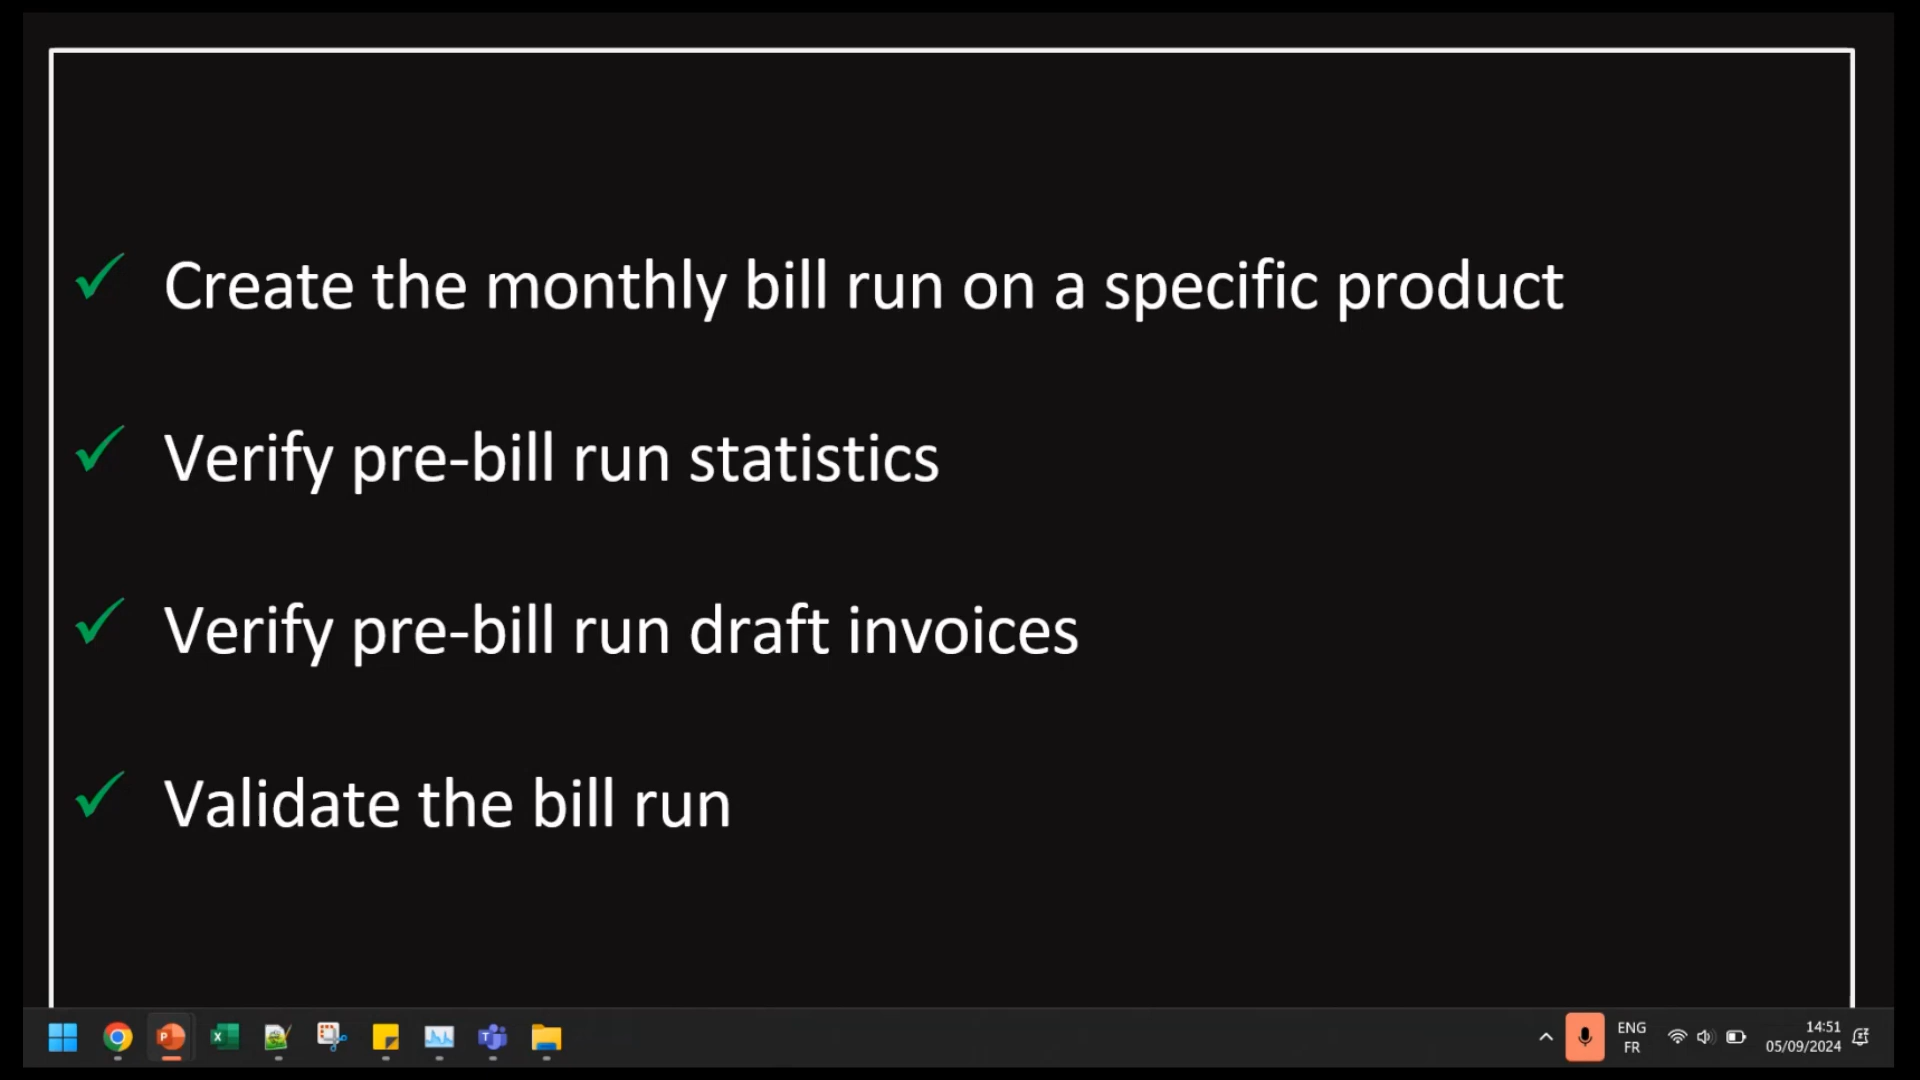 Create the monthly bill run on a specific product
Verify pre-bill run statistics
Verify pre-bill run draft invoices
Validate the bill run
ENG
FR
14:51
05/09/2024